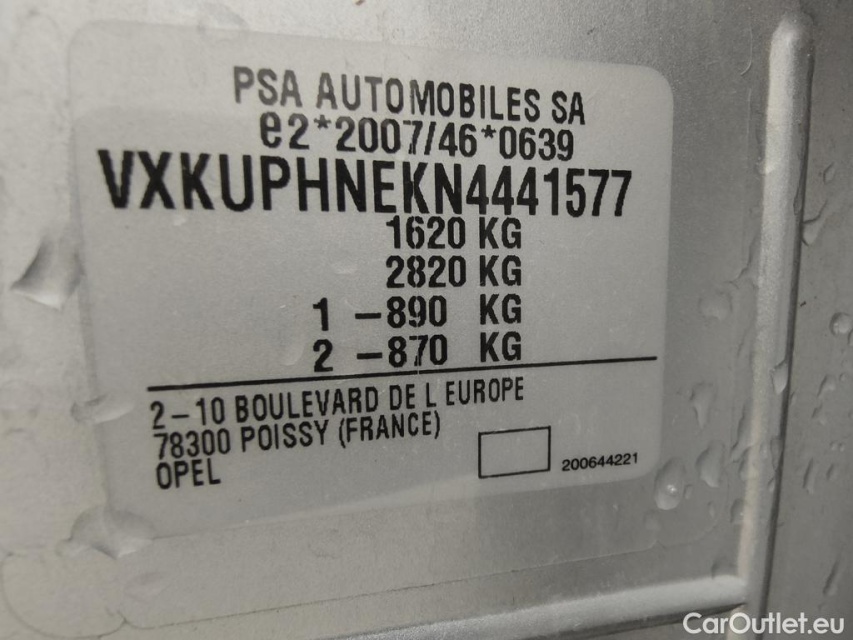 PSA AUTOMOBILES SA
e2*2007/46*0639
VXKUPHNEKN4441577
1620 KG
2820 KG
1 –890 KG
2 –870 KG
2–10 BOULEVARD DE L EUROPE
78300 POISSY (FRANCE)
OPEL
200644221
CarOutlet.eu